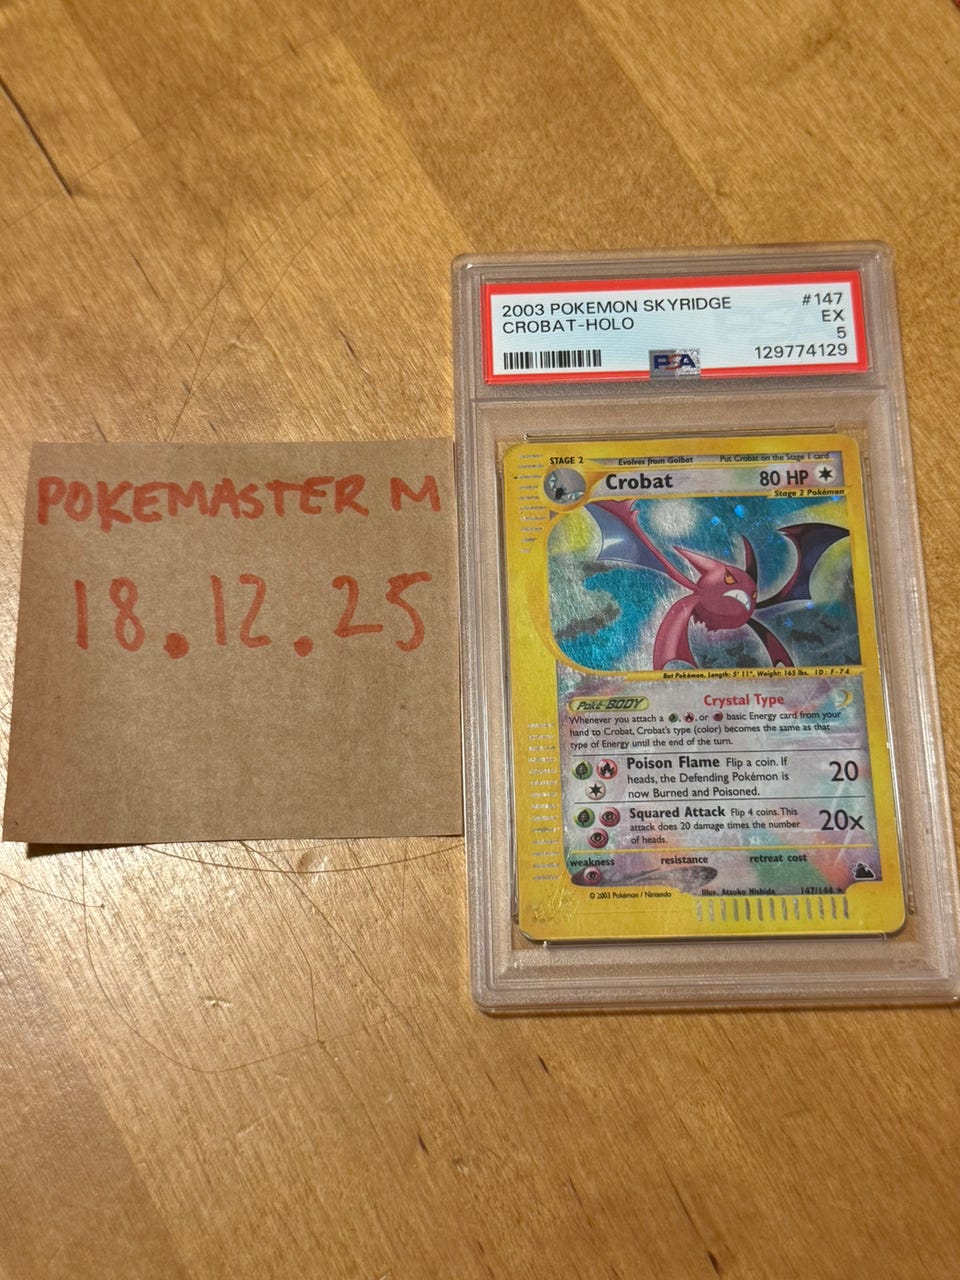 POKEMASTER M
18.12.25
2003 POKEMON SKYRIDGE #147
CROBAT-HOLO EX
5
129774129
PSA
STAGE 2 Evolves from Golbat Put Crobat on the Stage 1 card
Crobat 80 HP
Stage 2 Pokémon
Bat Pokémon, Length: 5' 11", Weight: 165 lbs. ID: F-74
Poké-BODY Crystal Type
Whenever you attach a , , or basic Energy card from your
hand to Crobat, Crobat's type (color) becomes the same as that
type of Energy until the end of the turn.
Poison Flame Flip a coin. If
heads, the Defending Pokémon is
now Burned and Poisoned.
20
Squared Attack Flip 4 coins. This
attack does 20 damage times the number
of heads.
20x
weakness resistance retreat cost
Illus. Atsuko Nishida 147/144
© 2003 Pokémon / Nintendo